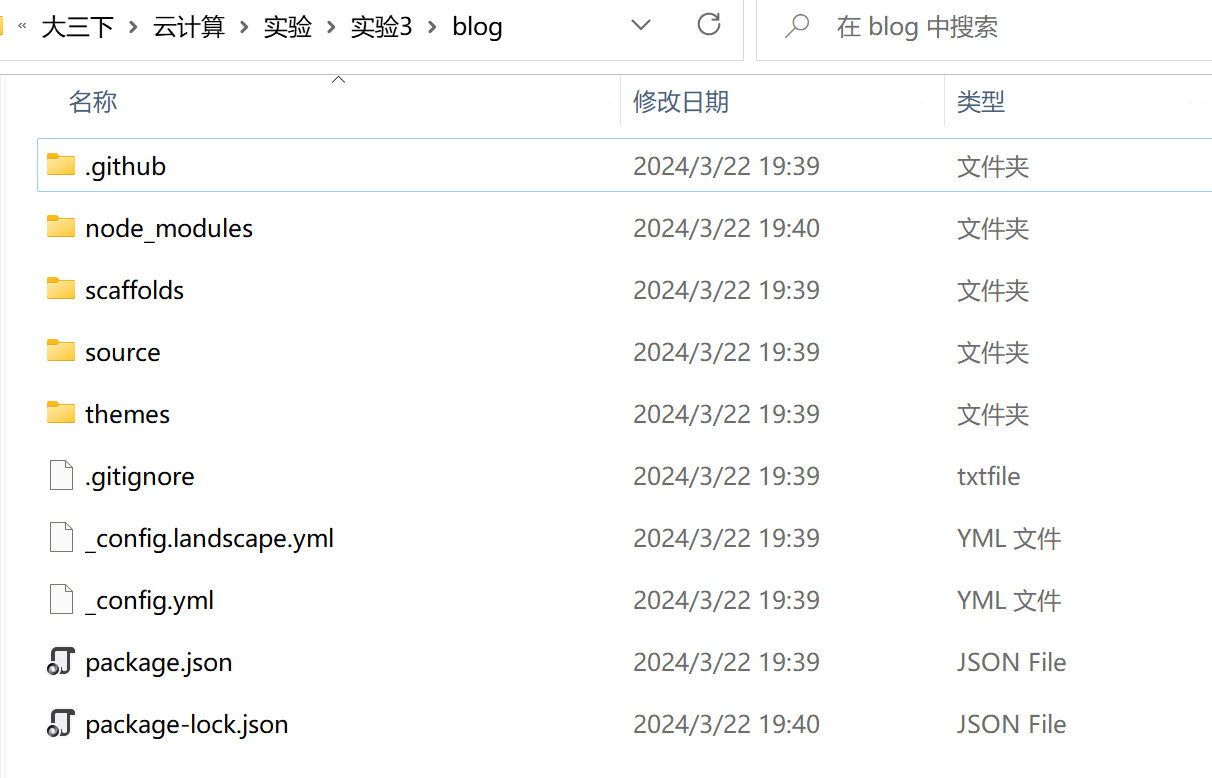 « 大三下 › 云计算 › 实验 › 实验3 › blog 在 blog 中搜索
名称 修改日期 类型
.github 2024/3/22 19:39 文件夹
node_modules 2024/3/22 19:40 文件夹
scaffolds 2024/3/22 19:39 文件夹
source 2024/3/22 19:39 文件夹
themes 2024/3/22 19:39 文件夹
.gitignore 2024/3/22 19:39 txtfile
_config.landscape.yml 2024/3/22 19:39 YML 文件
_config.yml 2024/3/22 19:39 YML 文件
package.json 2024/3/22 19:39 JSON File
package-lock.json 2024/3/22 19:40 JSON File